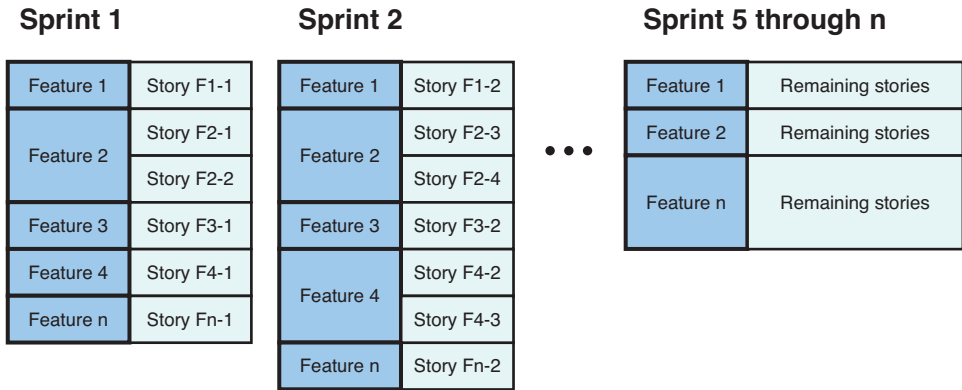 Sprint 1
Feature 1
Story F1-1
Feature 2
Story F2-1
Story F2-2
Feature 3
Story F3-1
Feature 4
Story F4-1
Feature n
Story Fn-1
Sprint 2
Feature 1
Story F1-2
Feature 2
Story F2-3
Story F2-4
Feature 3
Story F3-2
Feature 4
Story F4-2
Story F4-3
Feature n
Story Fn-2
Sprint 5 through n
Feature 1
Remaining stories
Feature 2
Remaining stories
Feature n
Remaining stories